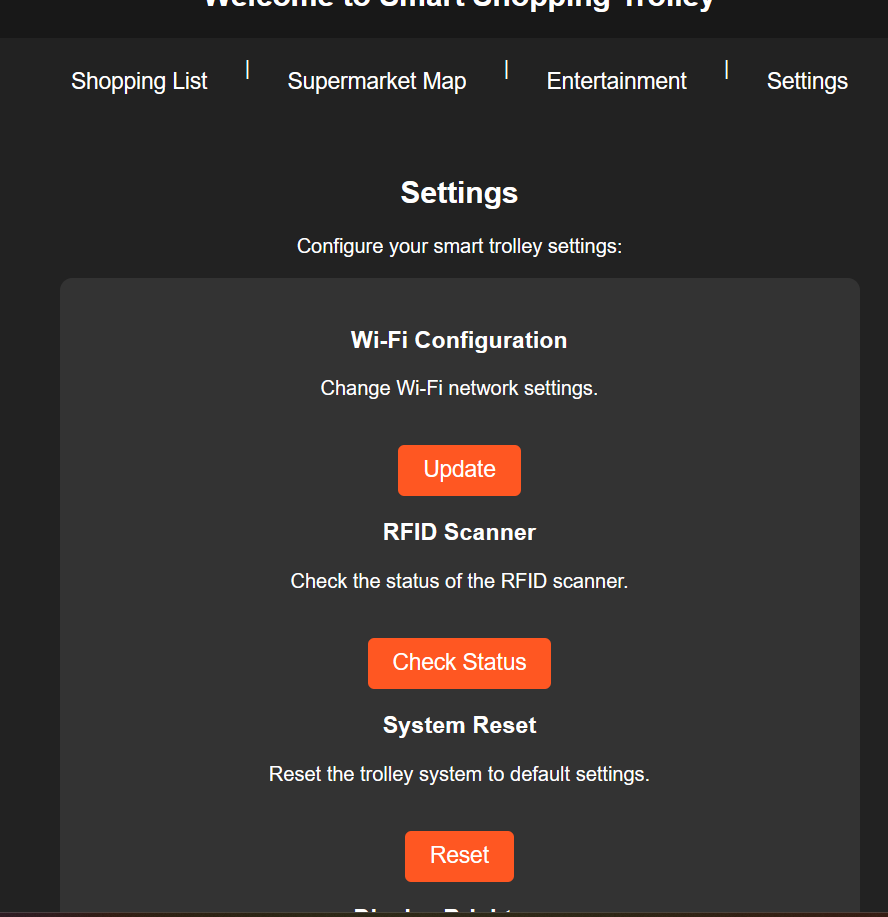 Welcome to Smart Shopping Trolley
Shopping List | Supermarket Map | Entertainment | Settings
Settings
Configure your smart trolley settings:
Wi-Fi Configuration
Change Wi-Fi network settings.
Update
RFID Scanner
Check the status of the RFID scanner.
Check Status
System Reset
Reset the trolley system to default settings.
Reset